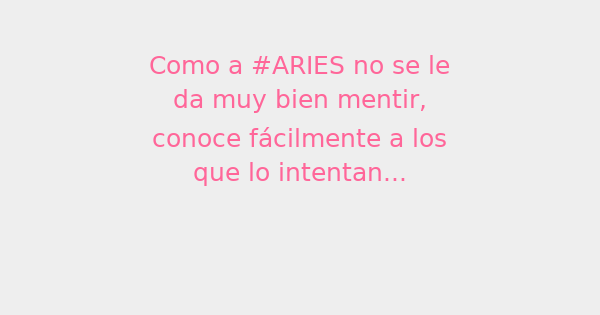 Como a #ARIES no se le
da muy bien mentir,
conoce fácilmente a los
que lo intentan...